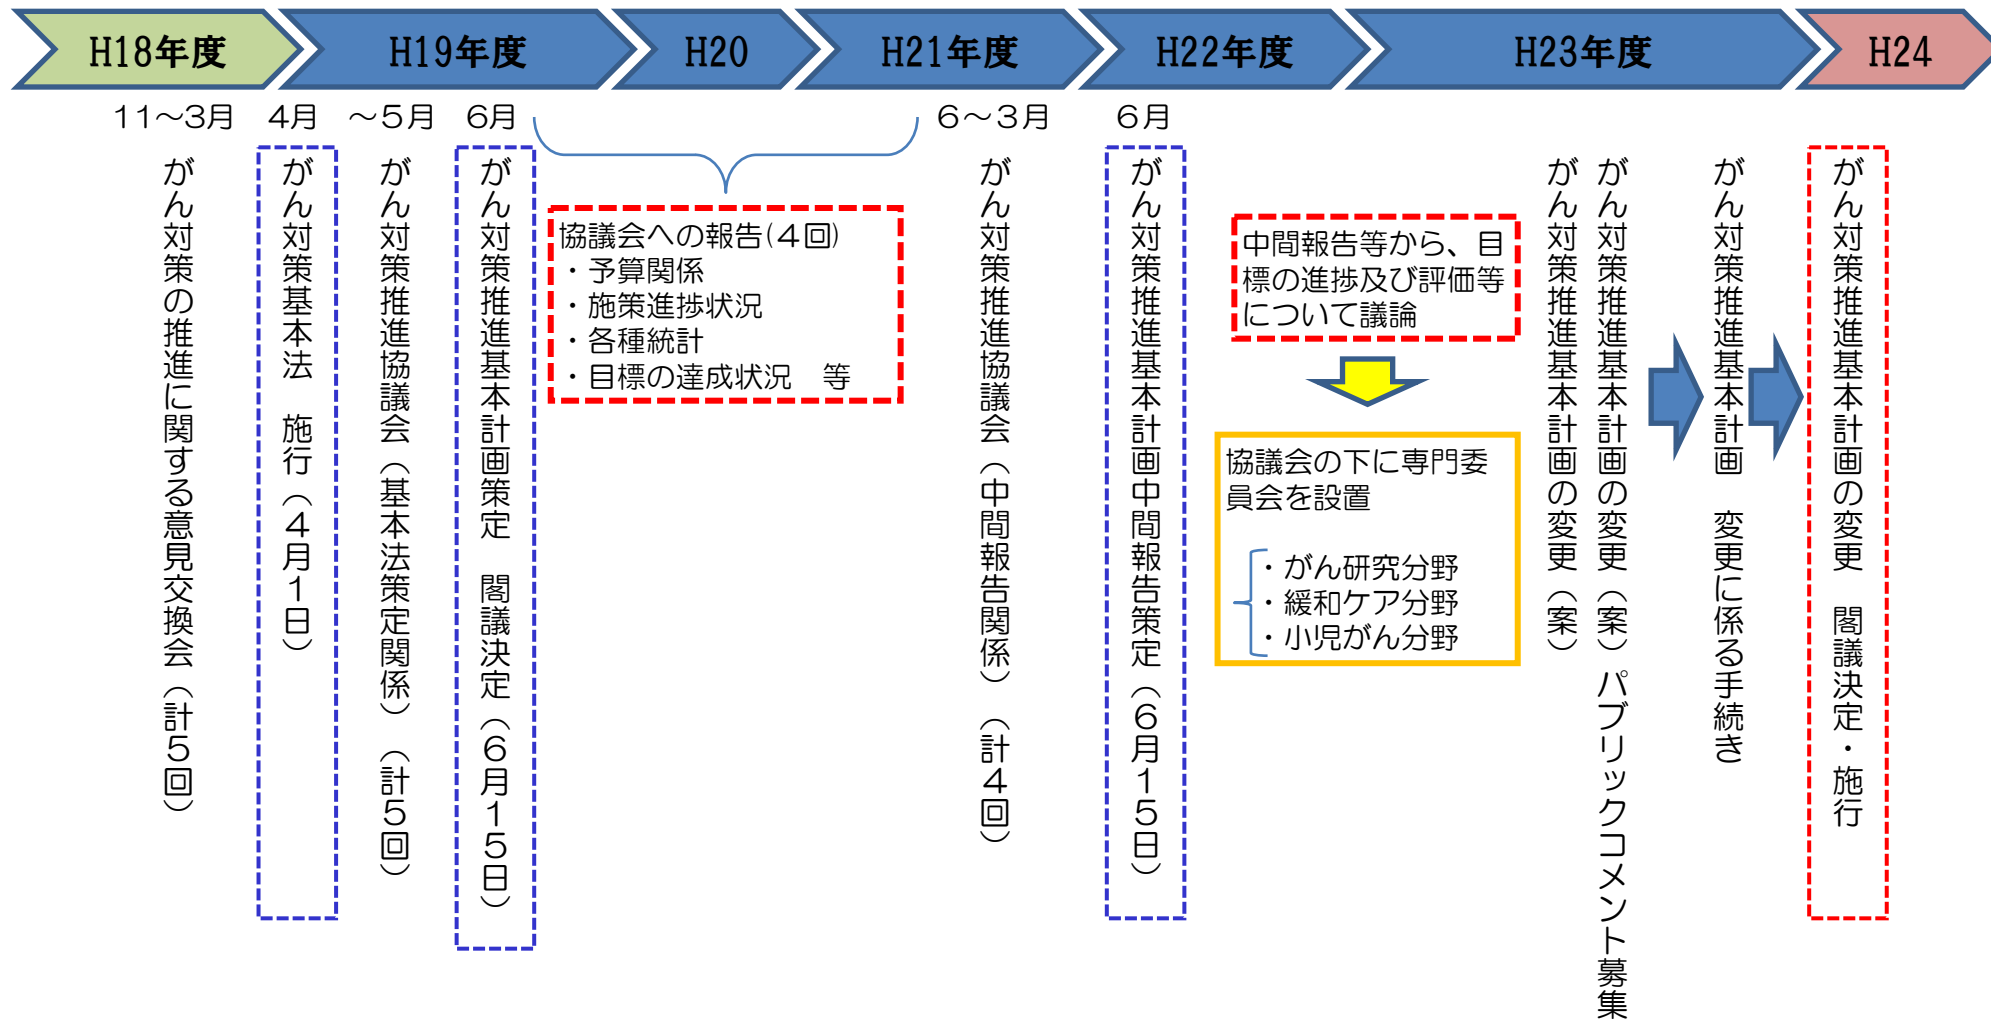 H18年度
H19年度
H20
H21年度
H22年度
H23年度
H24
11～3月
4月
～5月
6月
6～3月
6月
がん対策の推進に関する意見交換会（計5回）
がん対策基本法　施行（4月1日）
がん対策推進協議会（基本法策定関係）（計5回）
がん対策推進基本計画策定　閣議決定（6月15日）
協議会への報告(4回)
・予算関係
・施策進捗状況
・各種統計
・目標の達成状況　等
がん対策推進協議会（中間報告関係）（計4回）
がん対策推進基本計画中間報告策定（6月15日）
中間報告等から、目
標の進捗及び評価等
について議論
協議会の下に専門委
員会を設置
・がん研究分野
・緩和ケア分野
・小児がん分野
がん対策推進基本計画の変更（案）
がん対策推進基本計画の変更（案）パブリックコメント募集
がん対策推進基本計画　変更に係る手続き
がん対策推進基本計画の変更　閣議決定・施行